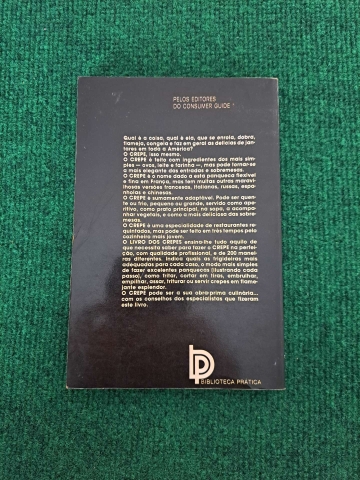 PELOS EDITORES
DO CONSUMER GUIDE
Qual é a coisa, qual é ela, que se enrola, dobra,
flameja, congela e faz em geral as delícias de jan-
tares em toda a América?
O CREPE, isso mesmo.
O CREPE é feito com ingredientes dos mais sim-
ples — ovos, leite e farinha —, mas pode tornar-se
a mais elegante das entradas e sobremesas.
O CREPE é o nome dado a esta panqueca flexível
e fina em França, mas tem muitas outras maravi-
lhosas versões francesas, italianas, russas, espa-
nholas e chinesas.
O CREPE é sumamente adaptável. Pode ser quen-
te ou frio, pequeno ou grande, servido como ape-
ritivo, como prato principal, na sopa, a acompa-
nhar vegetais, e como a mais deliciosa das sobre-
mesas.
O CREPE é uma especialidade de restaurantes re-
quintados, mas pode ser feito em três tempos pelo
cozinheiro mais jovem.
O LIVRO DOS CREPES ensina-lhe tudo aquilo de
que necessita saber para fazer o CREPE na perfei-
ção, com qualidade profissional, e de 200 manei-
ras diferentes. Indica quais as frigideiras mais
adequadas para cada caso, o modo mais simples
de fazer excelentes panquecas (ilustrando cada
passo), como fritar, cortar em tiras, embrulhar,
empilhar, assar, triturar ou servir crepes em flame-
jante esplendor.
O CREPE pode ser a sua obra-prima culinária...
com os conselhos dos especialistas que fizeram
este livro.
BIBLIOTECA PRÁTICA